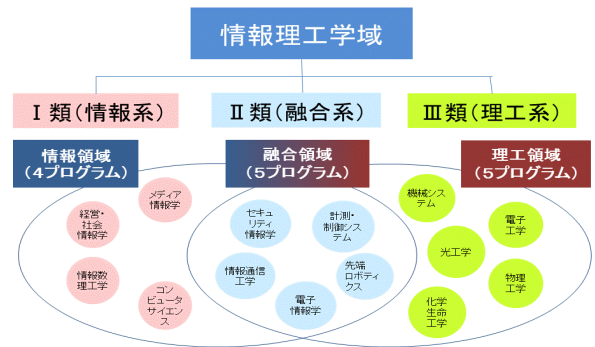 情報理工学域
Ⅰ類(情報系)
Ⅱ類(融合系)
Ⅲ類(理工系)
情報領域
(4プログラム)
融合領域
(5プログラム)
理工領域
(5プログラム)
メディア
情報学
経営・
社会
情報学
情報数
理工学
コン
ピュータ
サイエン
ス
セキュ
リティ
情報学
計測・
制御シス
テム
情報通信
工学
先端
ロボティ
クス
電子
情報学
機械シス
テム
電子
工学
光工学
物理
工学
化学
生命
工学